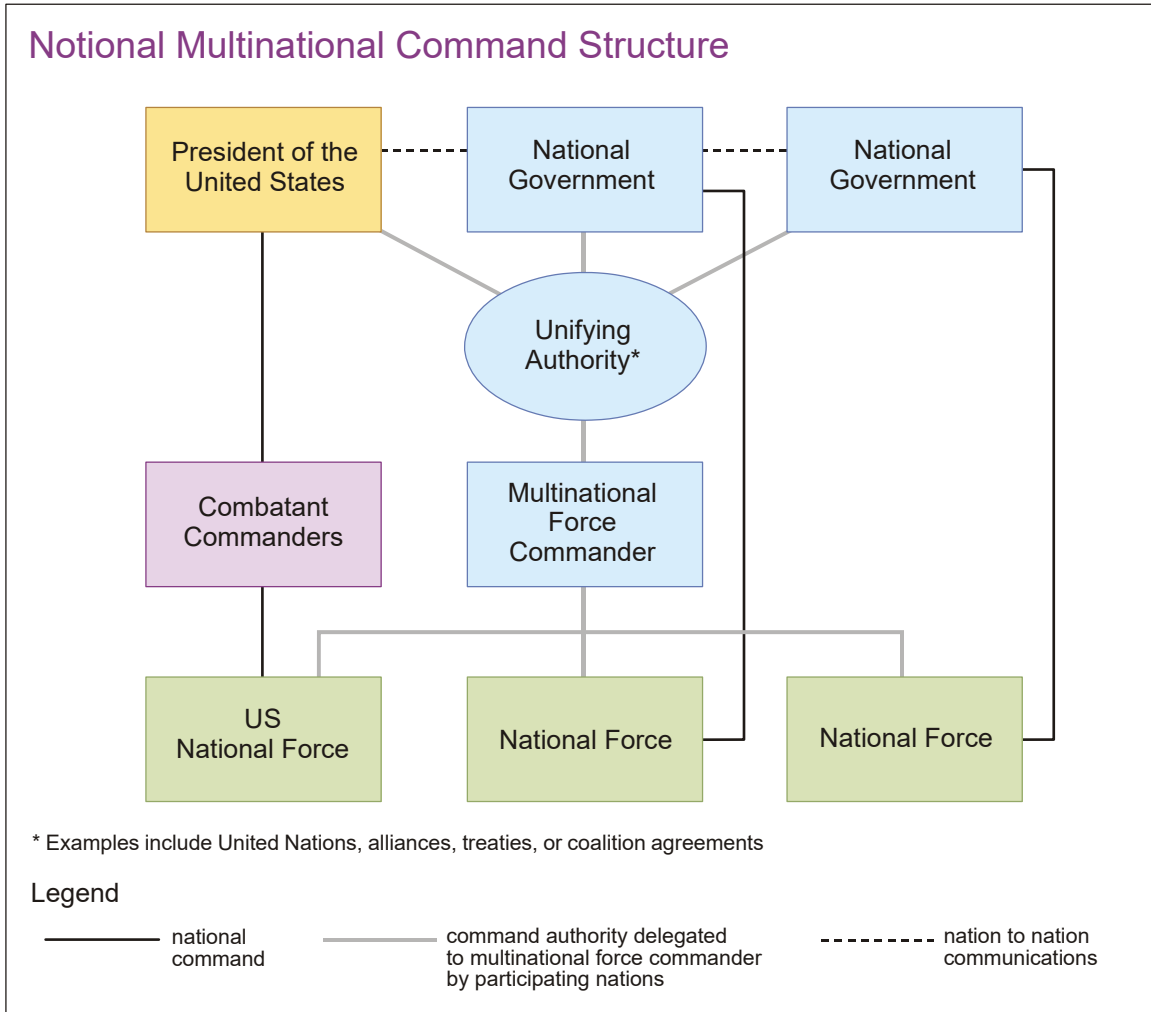 Notional Multinational Command Structure
President of the
United States
National
Government
National
Government
Unifying
Authority*
Combatant
Commanders
Multinational
Force
Commander
US
National Force
National Force
National Force
* Examples include United Nations, alliances, treaties, or coalition agreements
Legend
national
command
command authority delegated
to multinational force commander
by participating nations
nation to nation
communications